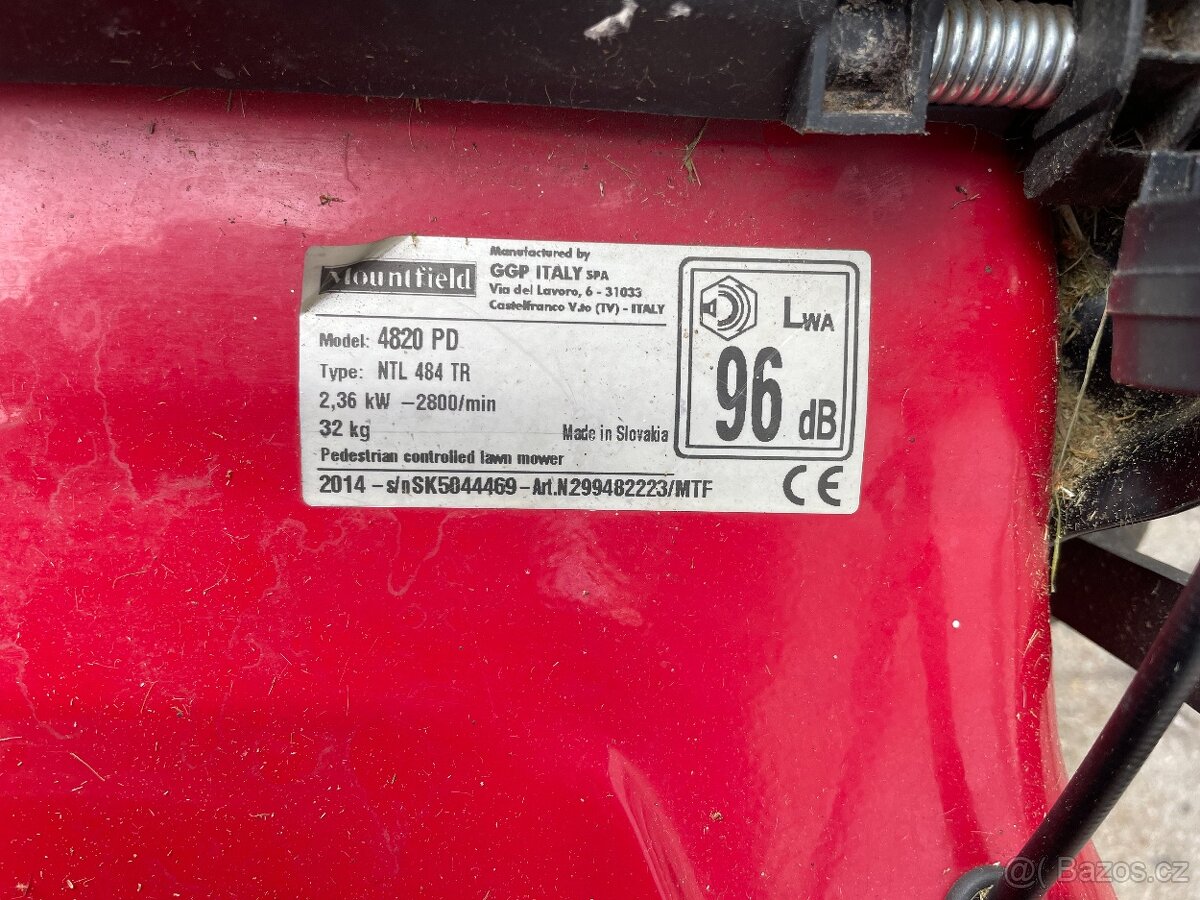 Mountfield
Manufactured by
GGP ITALY SPA
Via del Lavoro, 6 - 31033
Castelfranco V.to (TV) - ITALY
Model: 4820 PD
Type: NTL 484 TR
2,36 kW -2800/min
32 kg
Made in Slovakia
Pedestrian controlled lawn mower
2014 - s/nSK5044469 - Art.N299482223/MTF
LWA
96 dB
CE
@ Bazos.cz